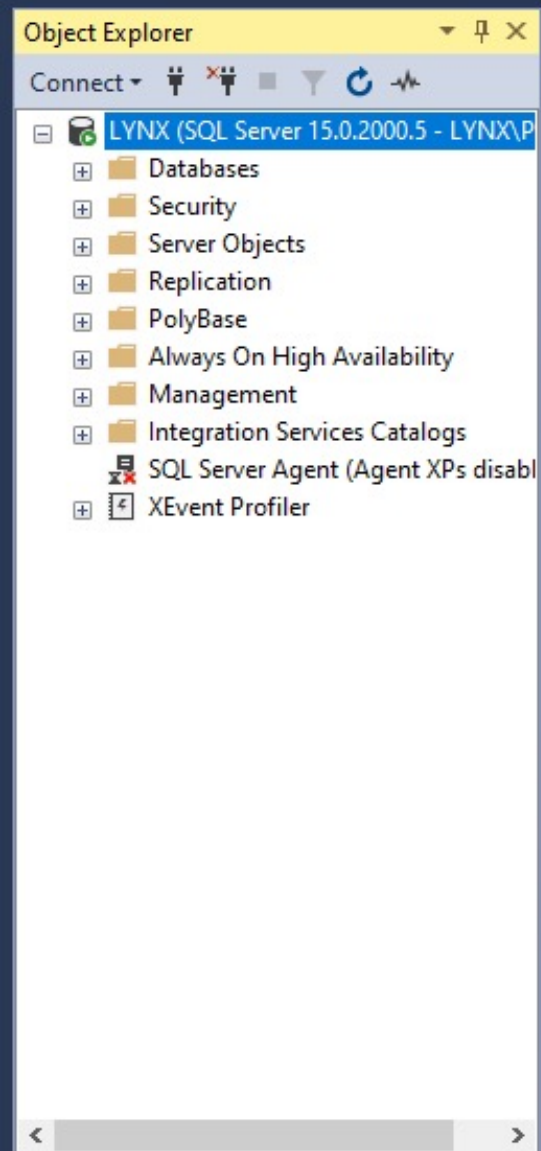 Object Explorer
Connect
LYNX (SQL Server 15.0.2000.5 - LYNX\P
Databases
Security
Server Objects
Replication
PolyBase
Always On High Availability
Management
Integration Services Catalogs
SQL Server Agent (Agent XPs disabl
XEvent Profiler